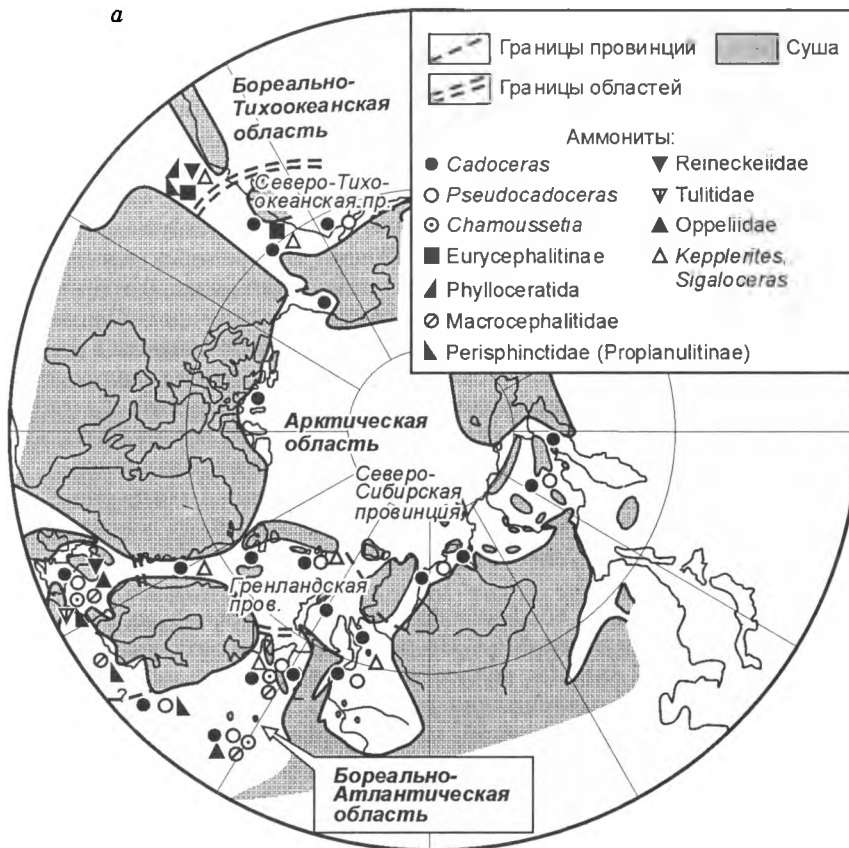 а
Бореально-
Тихоокеанская
область
Северо-Тихо-
океанская пр.
Границы провинции
Суша
Границы областей
Аммониты:
Cadoceras
Pseudocadoceras
Chamoussetia
Eurycephalitinae
Phylloceratida
Macrocephalitidae
Perisphinctidae (Proplanulitinae)
Reineckeiidae
Tulitidae
Oppeliidae
Kepplerites,
Sigaloceras
Арктическая
область
Северо-
Сибирская
провинция
Гренландская
пров.
?
Бореально-
Атлантическая
область